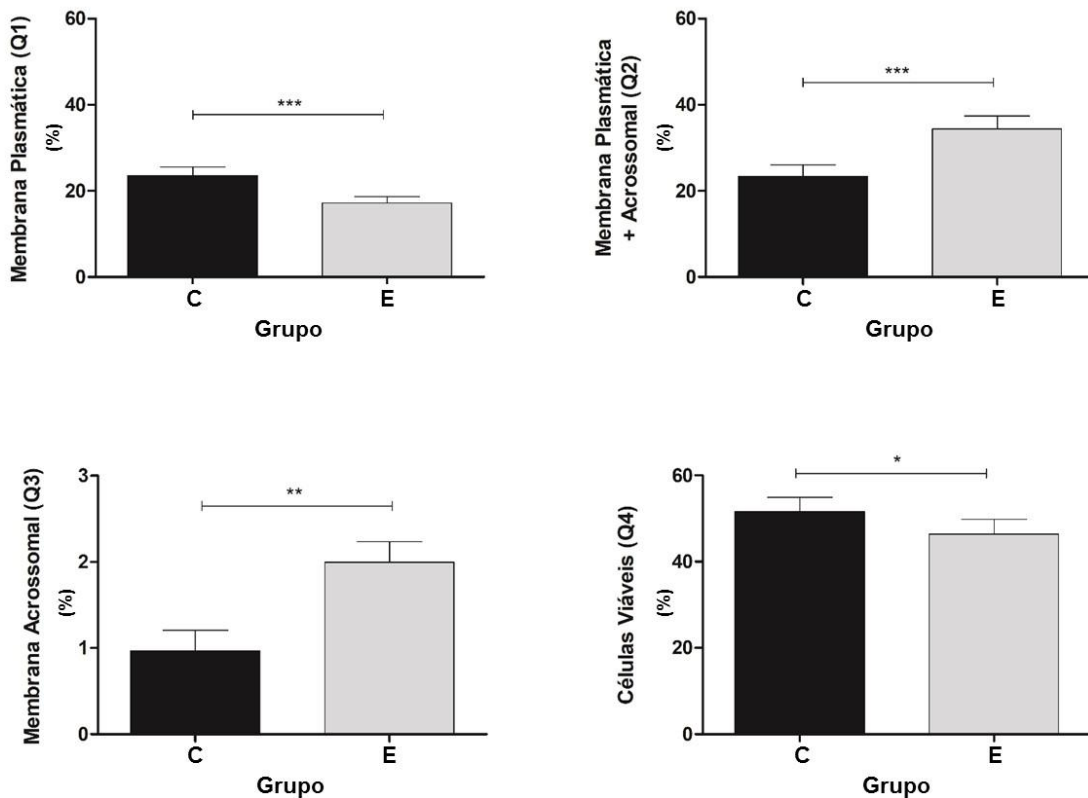 Membrana Plasmática (Q1)
(%)
60
40
20
0
***
C
E
Grupo
Membrana Plasmática
+ Acrossomal (Q2)
(%)
60
40
20
0
***
C
E
Grupo
Membrana Acrossomal (Q3)
(%)
3
2
1
0
**
C
E
Grupo
Células Viáveis (Q4)
(%)
60
40
20
0
*
C
E
Grupo